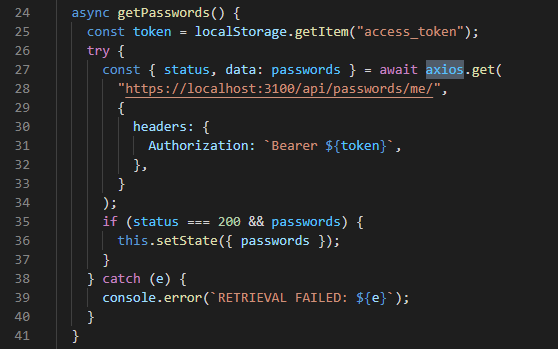 24 async getPasswords() {
25 const token = localStorage.getItem("access_token");
26 try {
27 const { status, data: passwords } = await axios.get(
28 "https://localhost:3100/api/passwords/me/",
29 {
30 headers: {
31 Authorization: `Bearer ${token}`,
32 },
33 }
34 );
35 if (status === 200 && passwords) {
36 this.setState({ passwords });
37 }
38 } catch (e) {
39 console.error(`RETRIEVAL FAILED: ${e}`);
40 }
41 }